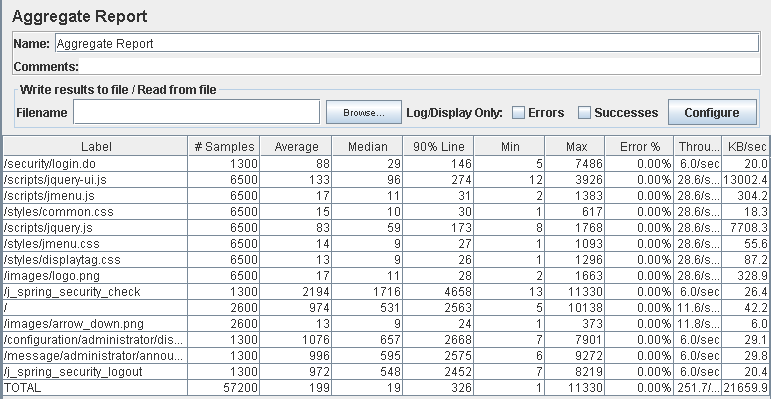 Aggregate Report
Name: Aggregate Report
Comments:
Write results to file / Read from file
Filename Browse... Log/Display Only: Errors Successes Configure
Label # Samples Average Median 90% Line Min Max Error % Throu... KB/sec
/security/login.do 1300 88 29 146 5 7486 0.00% 6.0/sec 20.0
/scripts/jquery-ui.js 6500 133 96 274 12 3926 0.00% 28.6/s... 13002.4
/scripts/jmenu.js 6500 17 11 31 2 1383 0.00% 28.6/s... 304.2
/styles/common.css 6500 15 10 30 1 617 0.00% 28.6/s... 18.3
/scripts/jquery.js 6500 83 59 173 8 1768 0.00% 28.6/s... 7708.3
/styles/jmenu.css 6500 14 9 27 1 1093 0.00% 28.6/s... 55.6
/styles/displaytag.css 6500 13 9 26 1 1296 0.00% 28.6/s... 87.2
/images/logo.png 6500 17 11 28 2 1663 0.00% 28.6/s... 328.9
/j_spring_security_check 1300 2194 1716 4658 13 11330 0.00% 6.0/sec 26.4
/ 2600 974 531 2563 5 10138 0.00% 11.6/s... 42.2
/images/arrow_down.png 2600 13 9 24 1 373 0.00% 11.8/s... 6.0
/configuration/administrator/dis... 1300 1076 657 2668 7 7901 0.00% 6.0/sec 29.1
/message/administrator/annou... 1300 996 595 2575 6 9272 0.00% 6.0/sec 29.8
/j_spring_security_logout 1300 972 548 2452 7 8219 0.00% 6.0/sec 20.4
TOTAL 57200 199 19 326 1 11330 0.00% 251.7/... 21659.9